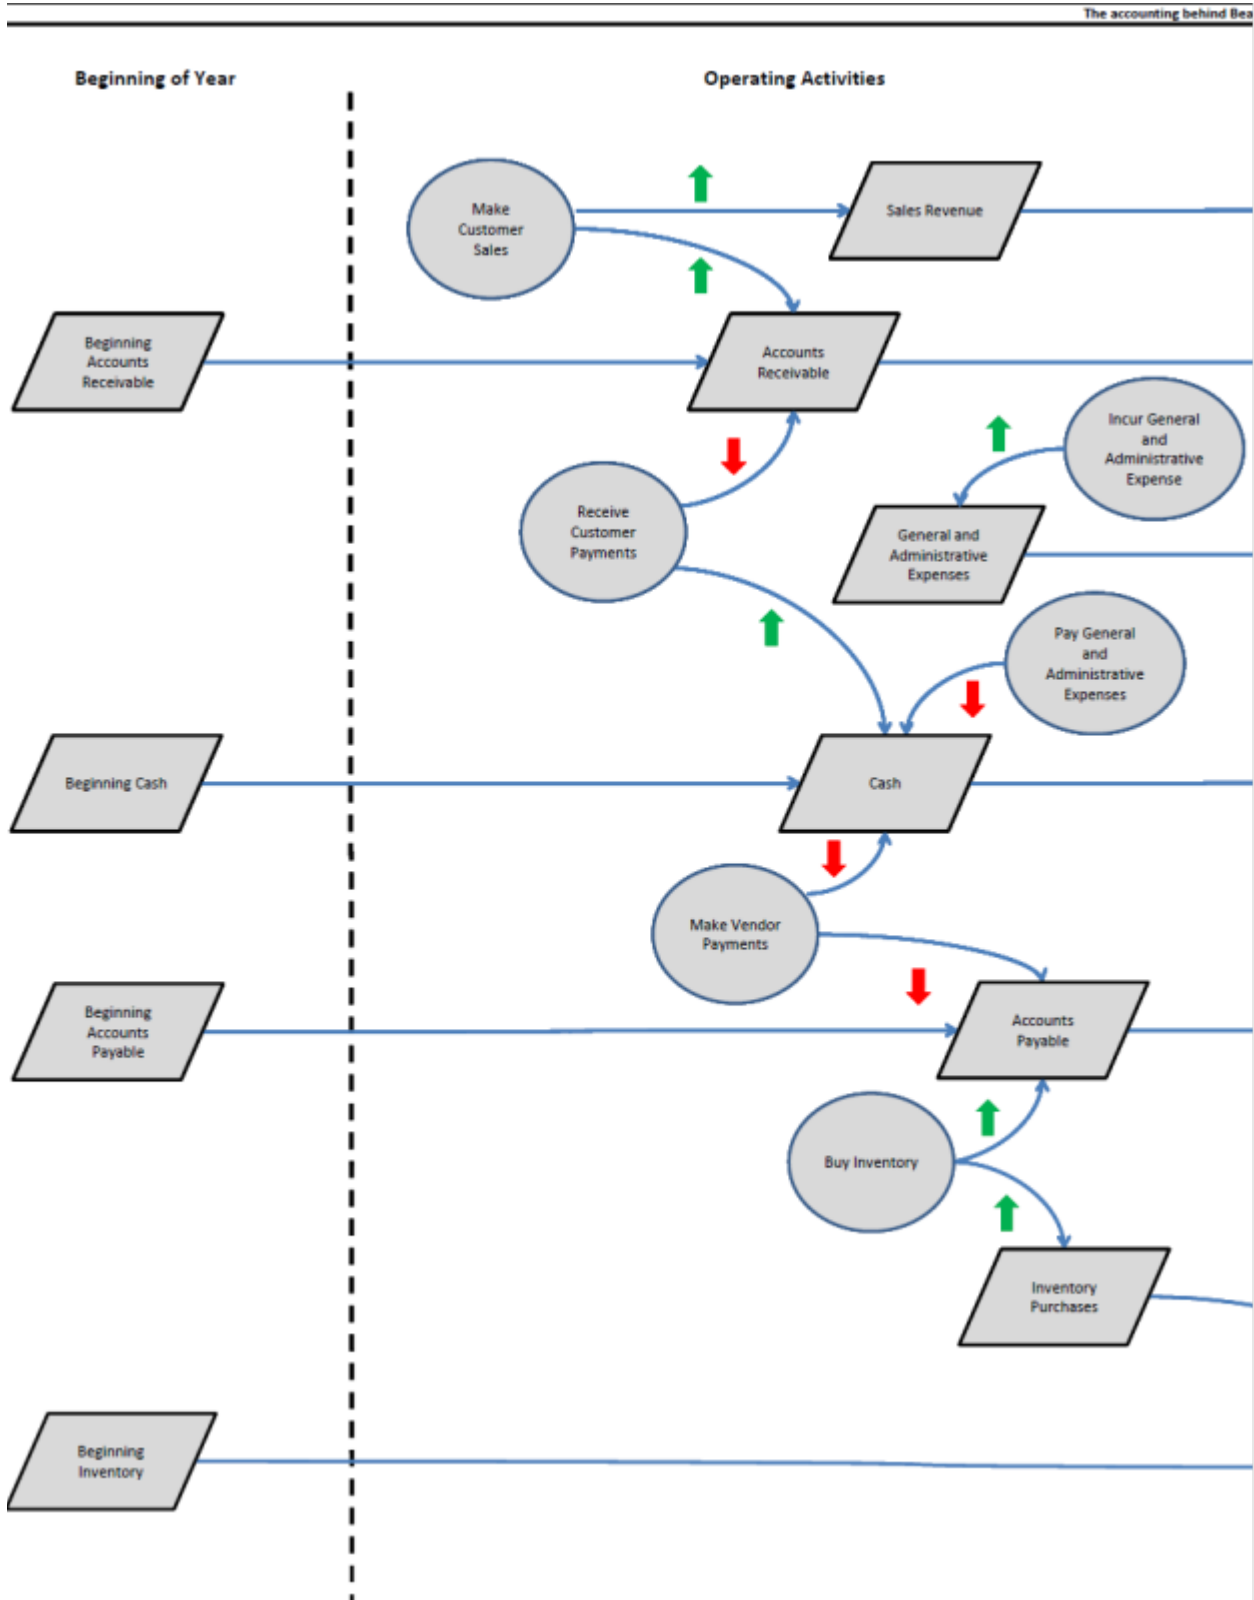 The accounting behind Bea
Beginning of Year
Operating Activities
Make
Customer
Sales
Sales Revenue
Beginning
Accounts
Receivable
Accounts
Receivable
Incur General
and
Administrative
Expense
Receive
Customer
Payments
General and
Administrative
Expenses
Pay General
and
Administrative
Expenses
Beginning Cash
Cash
Make Vendor
Payments
Beginning
Accounts
Payable
Accounts
Payable
Buy Inventory
Inventory
Purchases
Beginning
Inventory